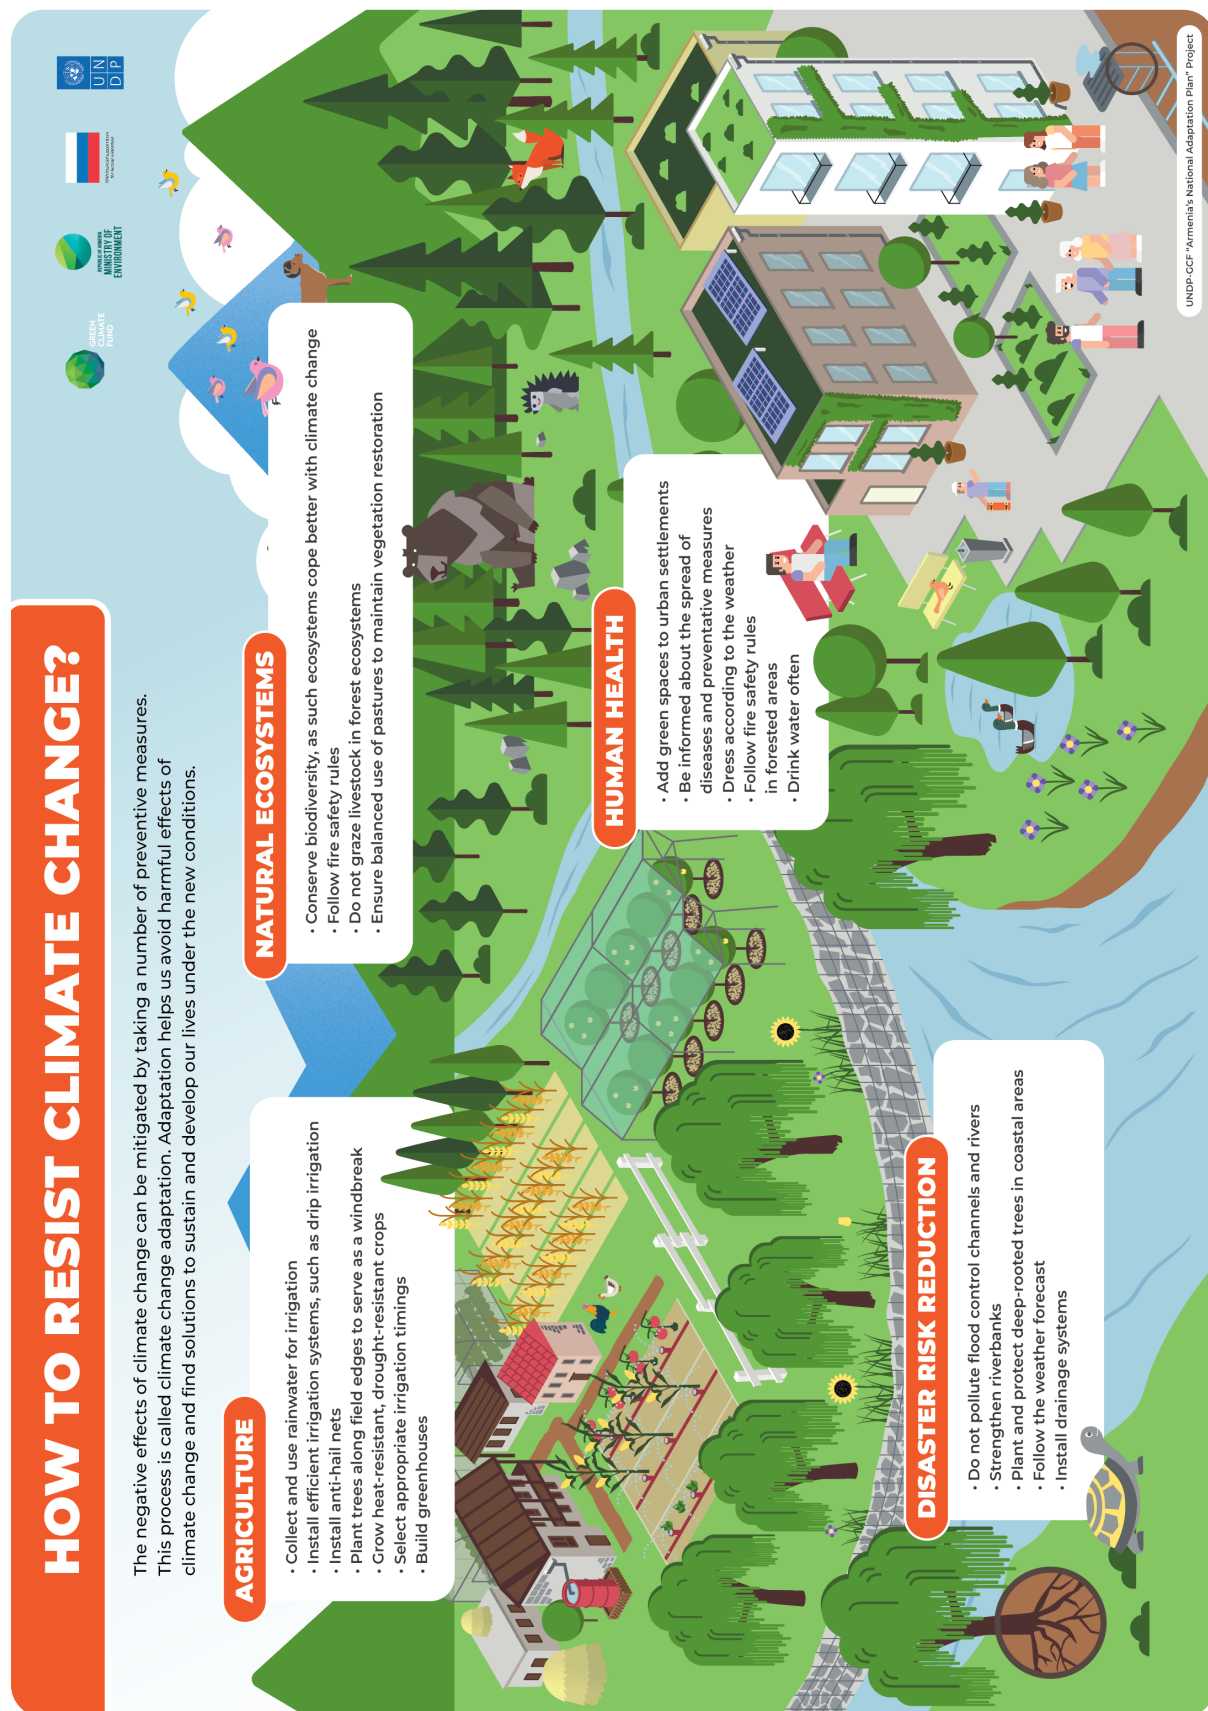 HOW TO RESIST CLIMATE CHANGE?
GREEN
CLIMATE
FUND
REPUBLIC OF ARMENIA
MINISTRY OF
ENVIRONMENT
U N
D P
The negative effects of climate change can be mitigated by taking a number of preventive measures.
This process is called climate change adaptation. Adaptation helps us avoid harmful effects of
climate change and find solutions to sustain and develop our lives under the new conditions.
AGRICULTURE
• Collect and use rainwater for irrigation
• Install efficient irrigation systems, such as drip irrigation
• Install anti-hail nets
• Plant trees along field edges to serve as a windbreak
• Grow heat-resistant, drought-resistant crops
• Select appropriate irrigation timings
• Build greenhouses
NATURAL ECOSYSTEMS
• Conserve biodiversity, as such ecosystems cope better with climate change
• Follow fire safety rules
• Do not graze livestock in forest ecosystems
• Ensure balanced use of pastures to maintain vegetation restoration
HUMAN HEALTH
• Add green spaces to urban settlements
• Be informed about the spread of
diseases and preventative measures
• Dress according to the weather
• Follow fire safety rules
in forested areas
• Drink water often
DISASTER RISK REDUCTION
• Do not pollute flood control channels and rivers
• Strengthen riverbanks
• Plant and protect deep-rooted trees in coastal areas
• Follow the weather forecast
• Install drainage systems
UNDP-GCF "Armenia's National Adaptation Plan" Project